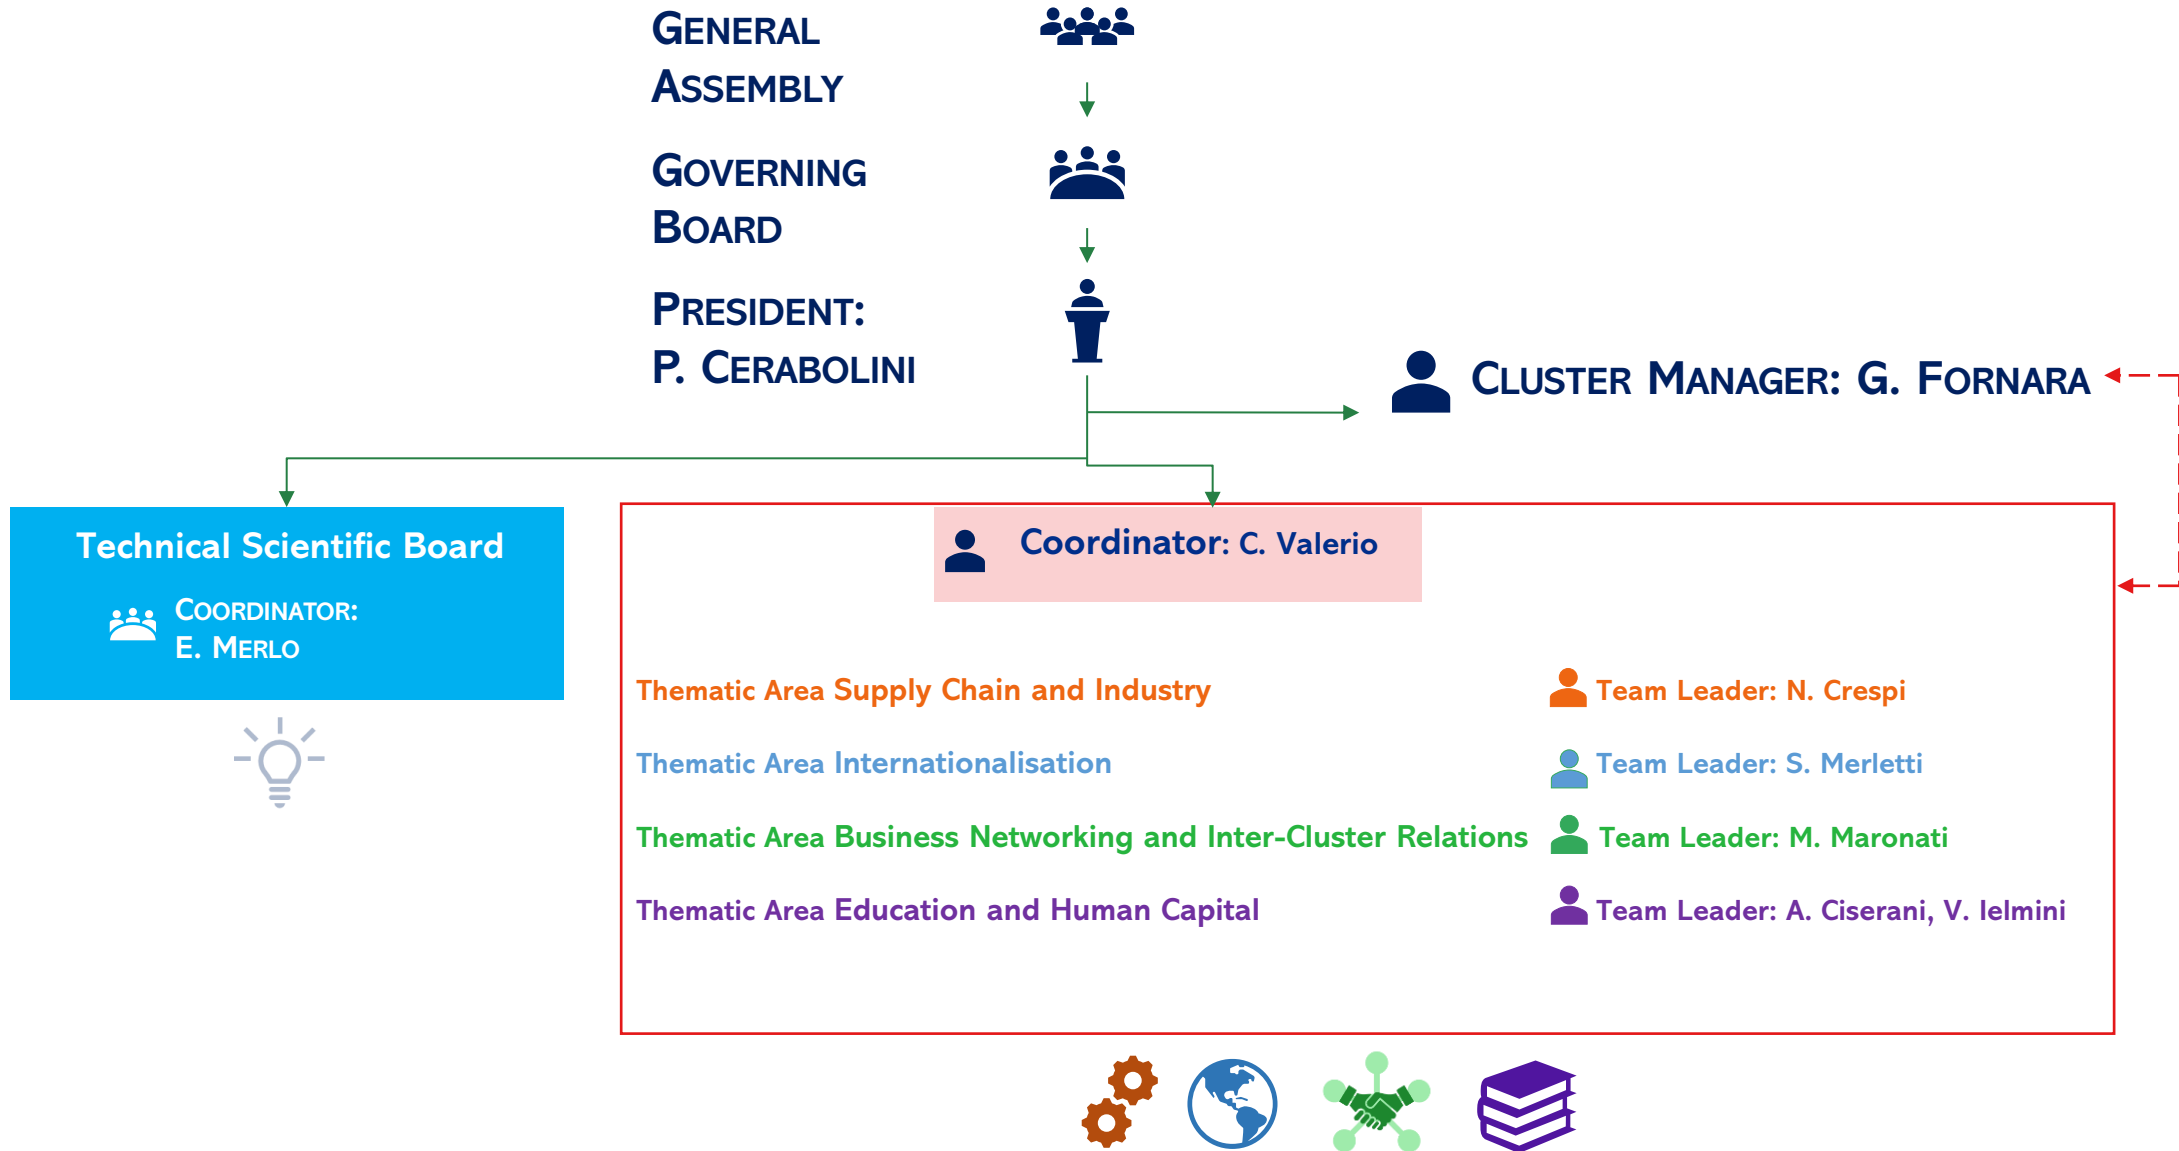 GENERAL
ASSEMBLY
GOVERNING
BOARD
PRESIDENT:
P. CERABOLINI
CLUSTER MANAGER: G. FORNARA
Technical Scientific Board
COORDINATOR:
E. MERLO
Coordinator: C. Valerio
Thematic Area Supply Chain and Industry
Team Leader: N. Crespi
Thematic Area Internationalisation
Team Leader: S. Merletti
Thematic Area Business Networking and Inter-Cluster Relations
Team Leader: M. Maronati
Thematic Area Education and Human Capital
Team Leader: A. Ciserani, V. Ielmini